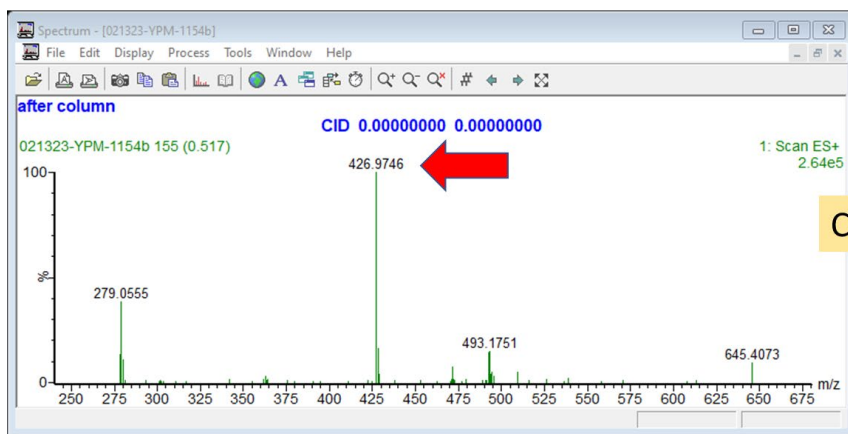 Spectrum - [021323-YPM-1154b]
File Edit Display Process Tools Window Help
after column
CID 0.00000000 0.00000000
021323-YPM-1154b 155 (0.517)
1: Scan ES+
2.64e5
426.9746
100
%
279.0555
493.1751
645.4073
0
250 275 300 325 350 375 400 425 450 475 500 525 550 575 600 625 650 675 m/z